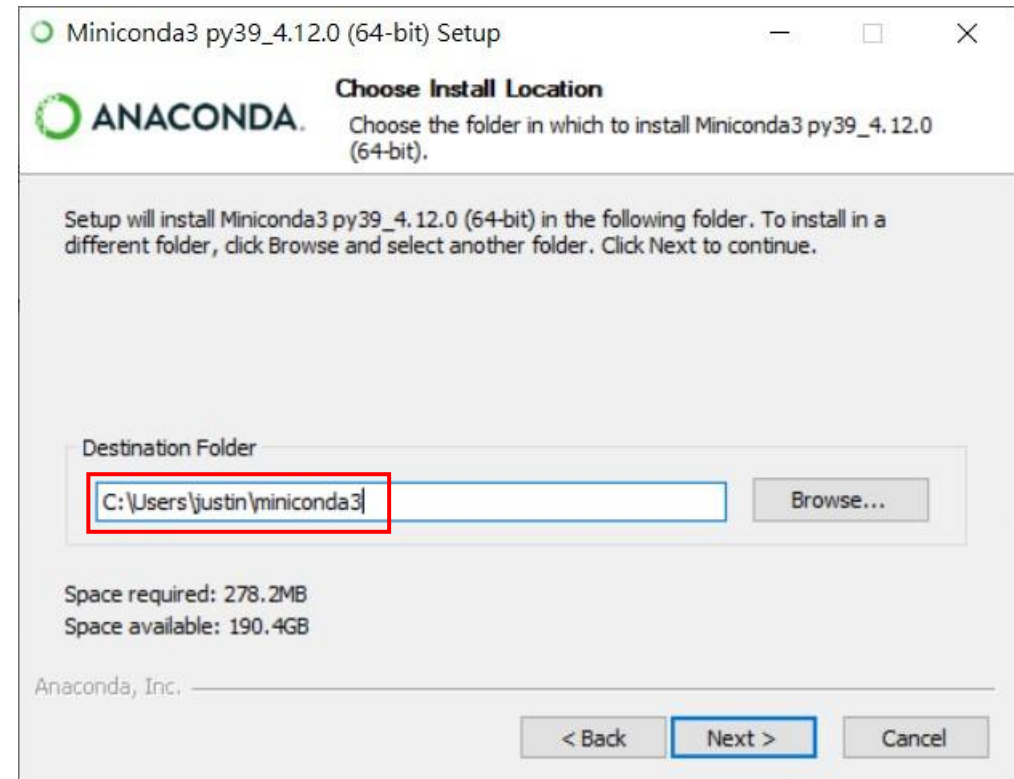 Miniconda3 py39_4.12.0 (64-bit) Setup
ANACONDA.
Choose Install Location
Choose the folder in which to install Miniconda3 py39_4.12.0
(64-bit).
Setup will install Miniconda3 py39_4.12.0 (64-bit) in the following folder. To install in a
different folder, click Browse and select another folder. Click Next to continue.
Destination Folder
C:\Users\justin\miniconda3
Browse...
Space required: 278.2MB
Space available: 190.4GB
Anaconda, Inc.
< Back
Next >
Cancel